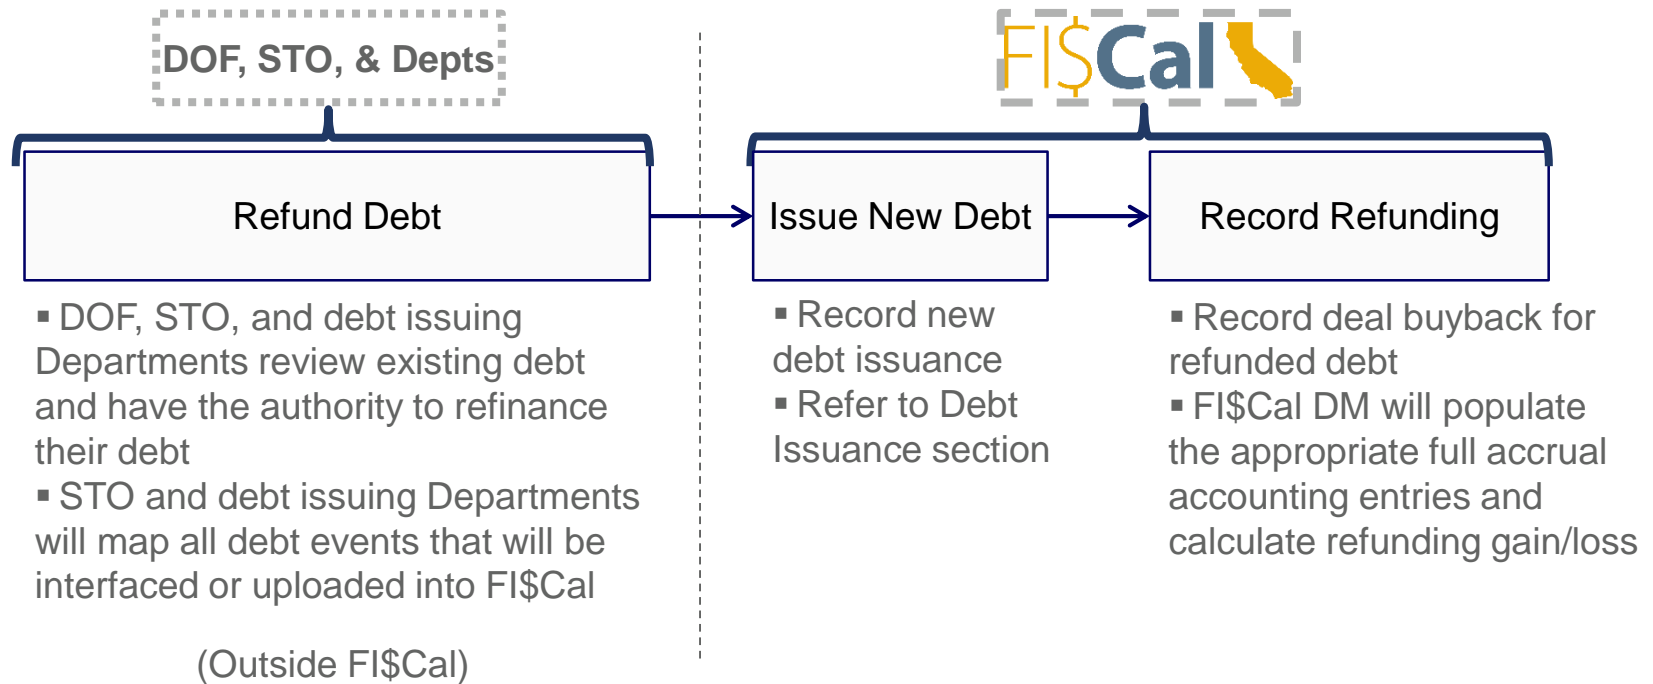 DOF, STO, & Depts
FI$Cal
Refund Debt
Issue New Debt
Record Refunding
▪ DOF, STO, and debt issuing
Departments review existing debt
and have the authority to refinance
their debt
▪ STO and debt issuing Departments
will map all debt events that will be
interfaced or uploaded into FI$Cal
(Outside FI$Cal)
▪ Record new
debt issuance
▪ Refer to Debt
Issuance section
▪ Record deal buyback for
refunded debt
▪ FI$Cal DM will populate
the appropriate full accrual
accounting entries and
calculate refunding gain/loss